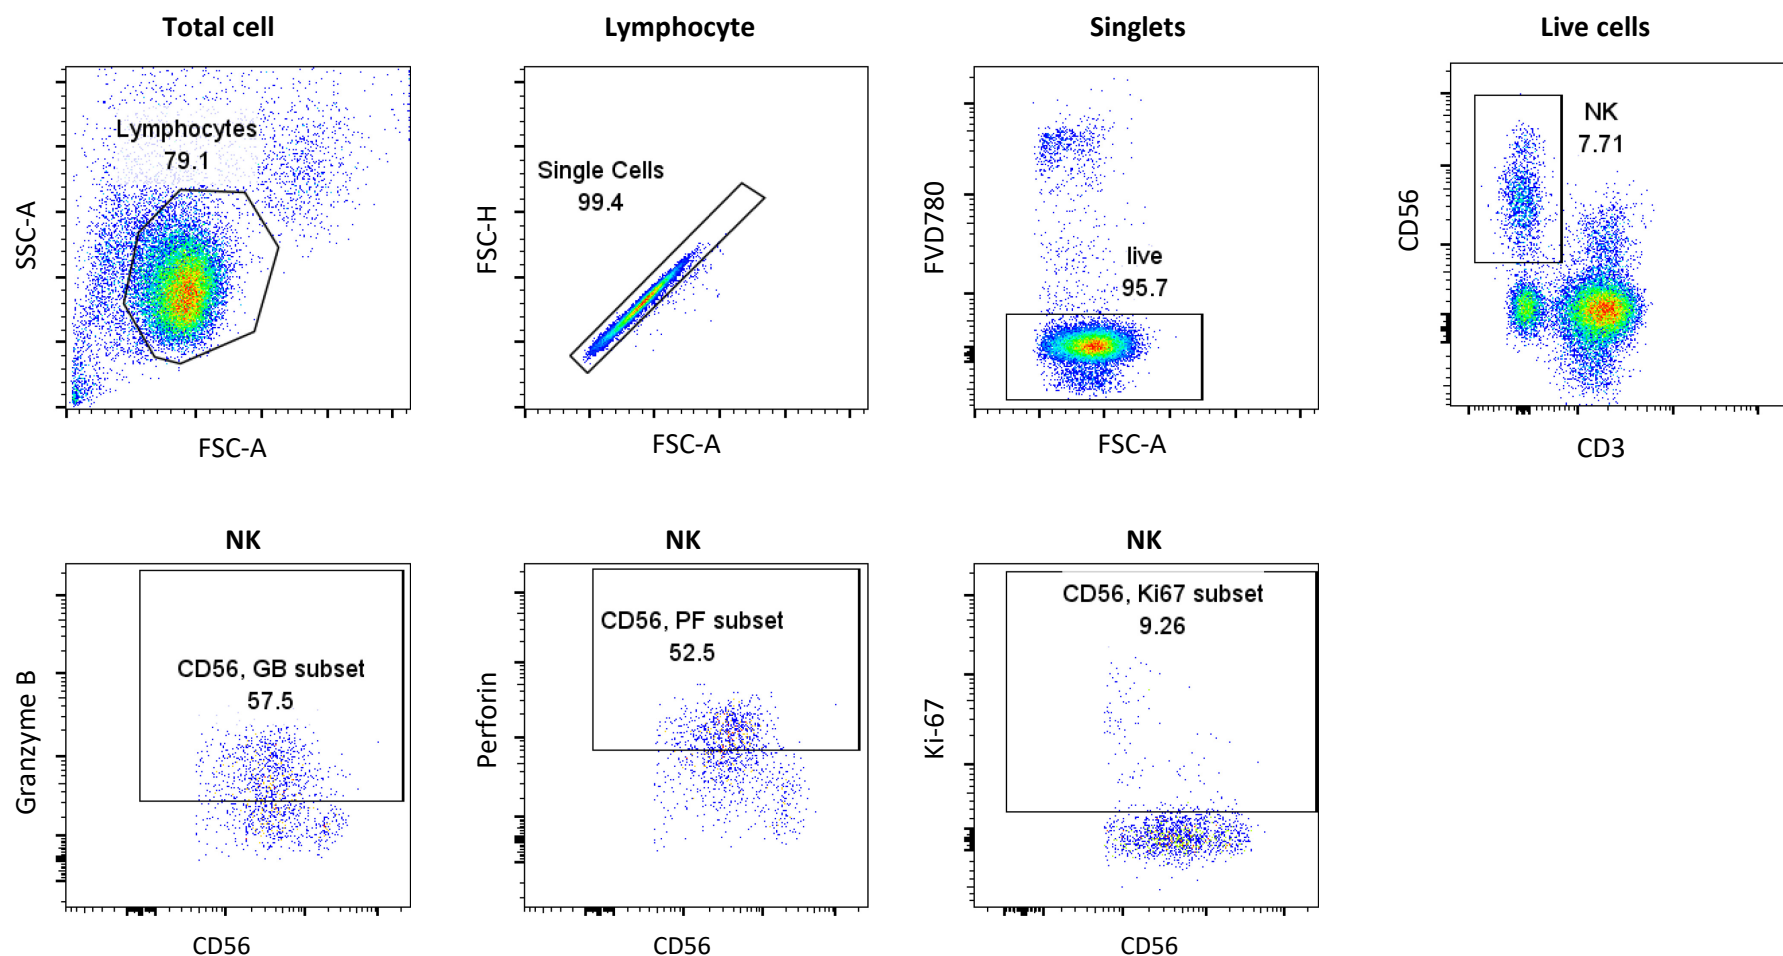 Total cell
Lymphocyte
Singlets
Live cells
Lymphocytes
79.1
SSC-A
FSC-A
Single Cells
99.4
FSC-H
FSC-A
live
95.7
FVD780
FSC-A
NK
7.71
CD56
CD3
NK
NK
NK
CD56, GB subset
57.5
Granzyme B
CD56
CD56, PF subset
52.5
Perforin
CD56
CD56, Ki67 subset
9.26
Ki-67
CD56